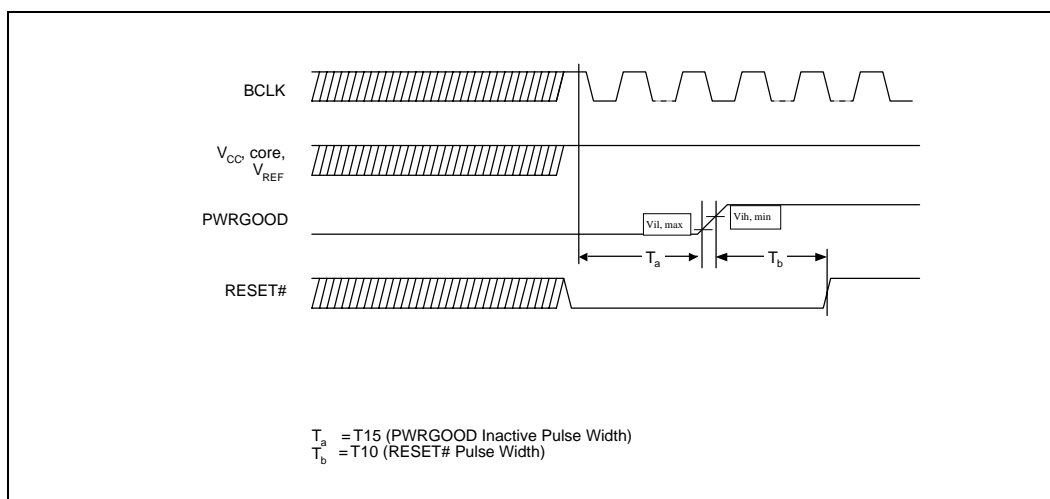 BCLK
VCC, core,
VREF
PWRGOOD
Vil, max
Vih, min
Ta
Tb
RESET#
Ta = T15 (PWRGOOD Inactive Pulse Width)
Tb = T10 (RESET# Pulse Width)